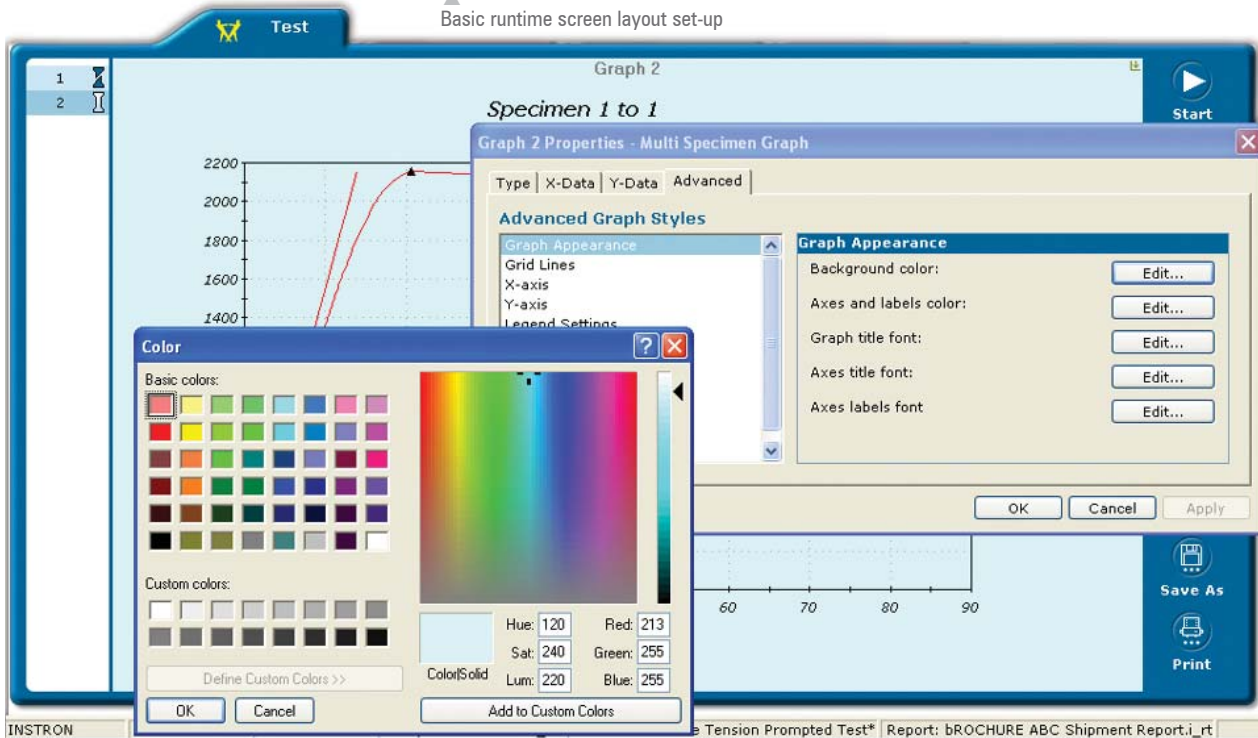 Basic runtime screen layout set-up
Test
1
2
Graph 2
Specimen 1 to 1
Start
2200
2000
1800
1600
1400
Graph 2 Properties - Multi Specimen Graph
Type X-Data Y-Data Advanced
Advanced Graph Styles
Graph Appearance
Grid Lines
X-axis
Y-axis
Legend Settings
Graph Appearance
Background color: Edit...
Axes and labels color: Edit...
Graph title font: Edit...
Axes title font: Edit...
Axes labels font Edit...
OK Cancel Apply
Color
Basic colors:
Custom colors:
Define Custom Colors >>
OK Cancel
Color|Solid
Hue: 120 Red: 213
Sat: 240 Green: 255
Lum: 220 Blue: 255
Add to Custom Colors
60 70 80 90
Save As
Print
INSTRON
e Tension Prompted Test* Report: bROCHURE ABC Shipment Report.i_rt